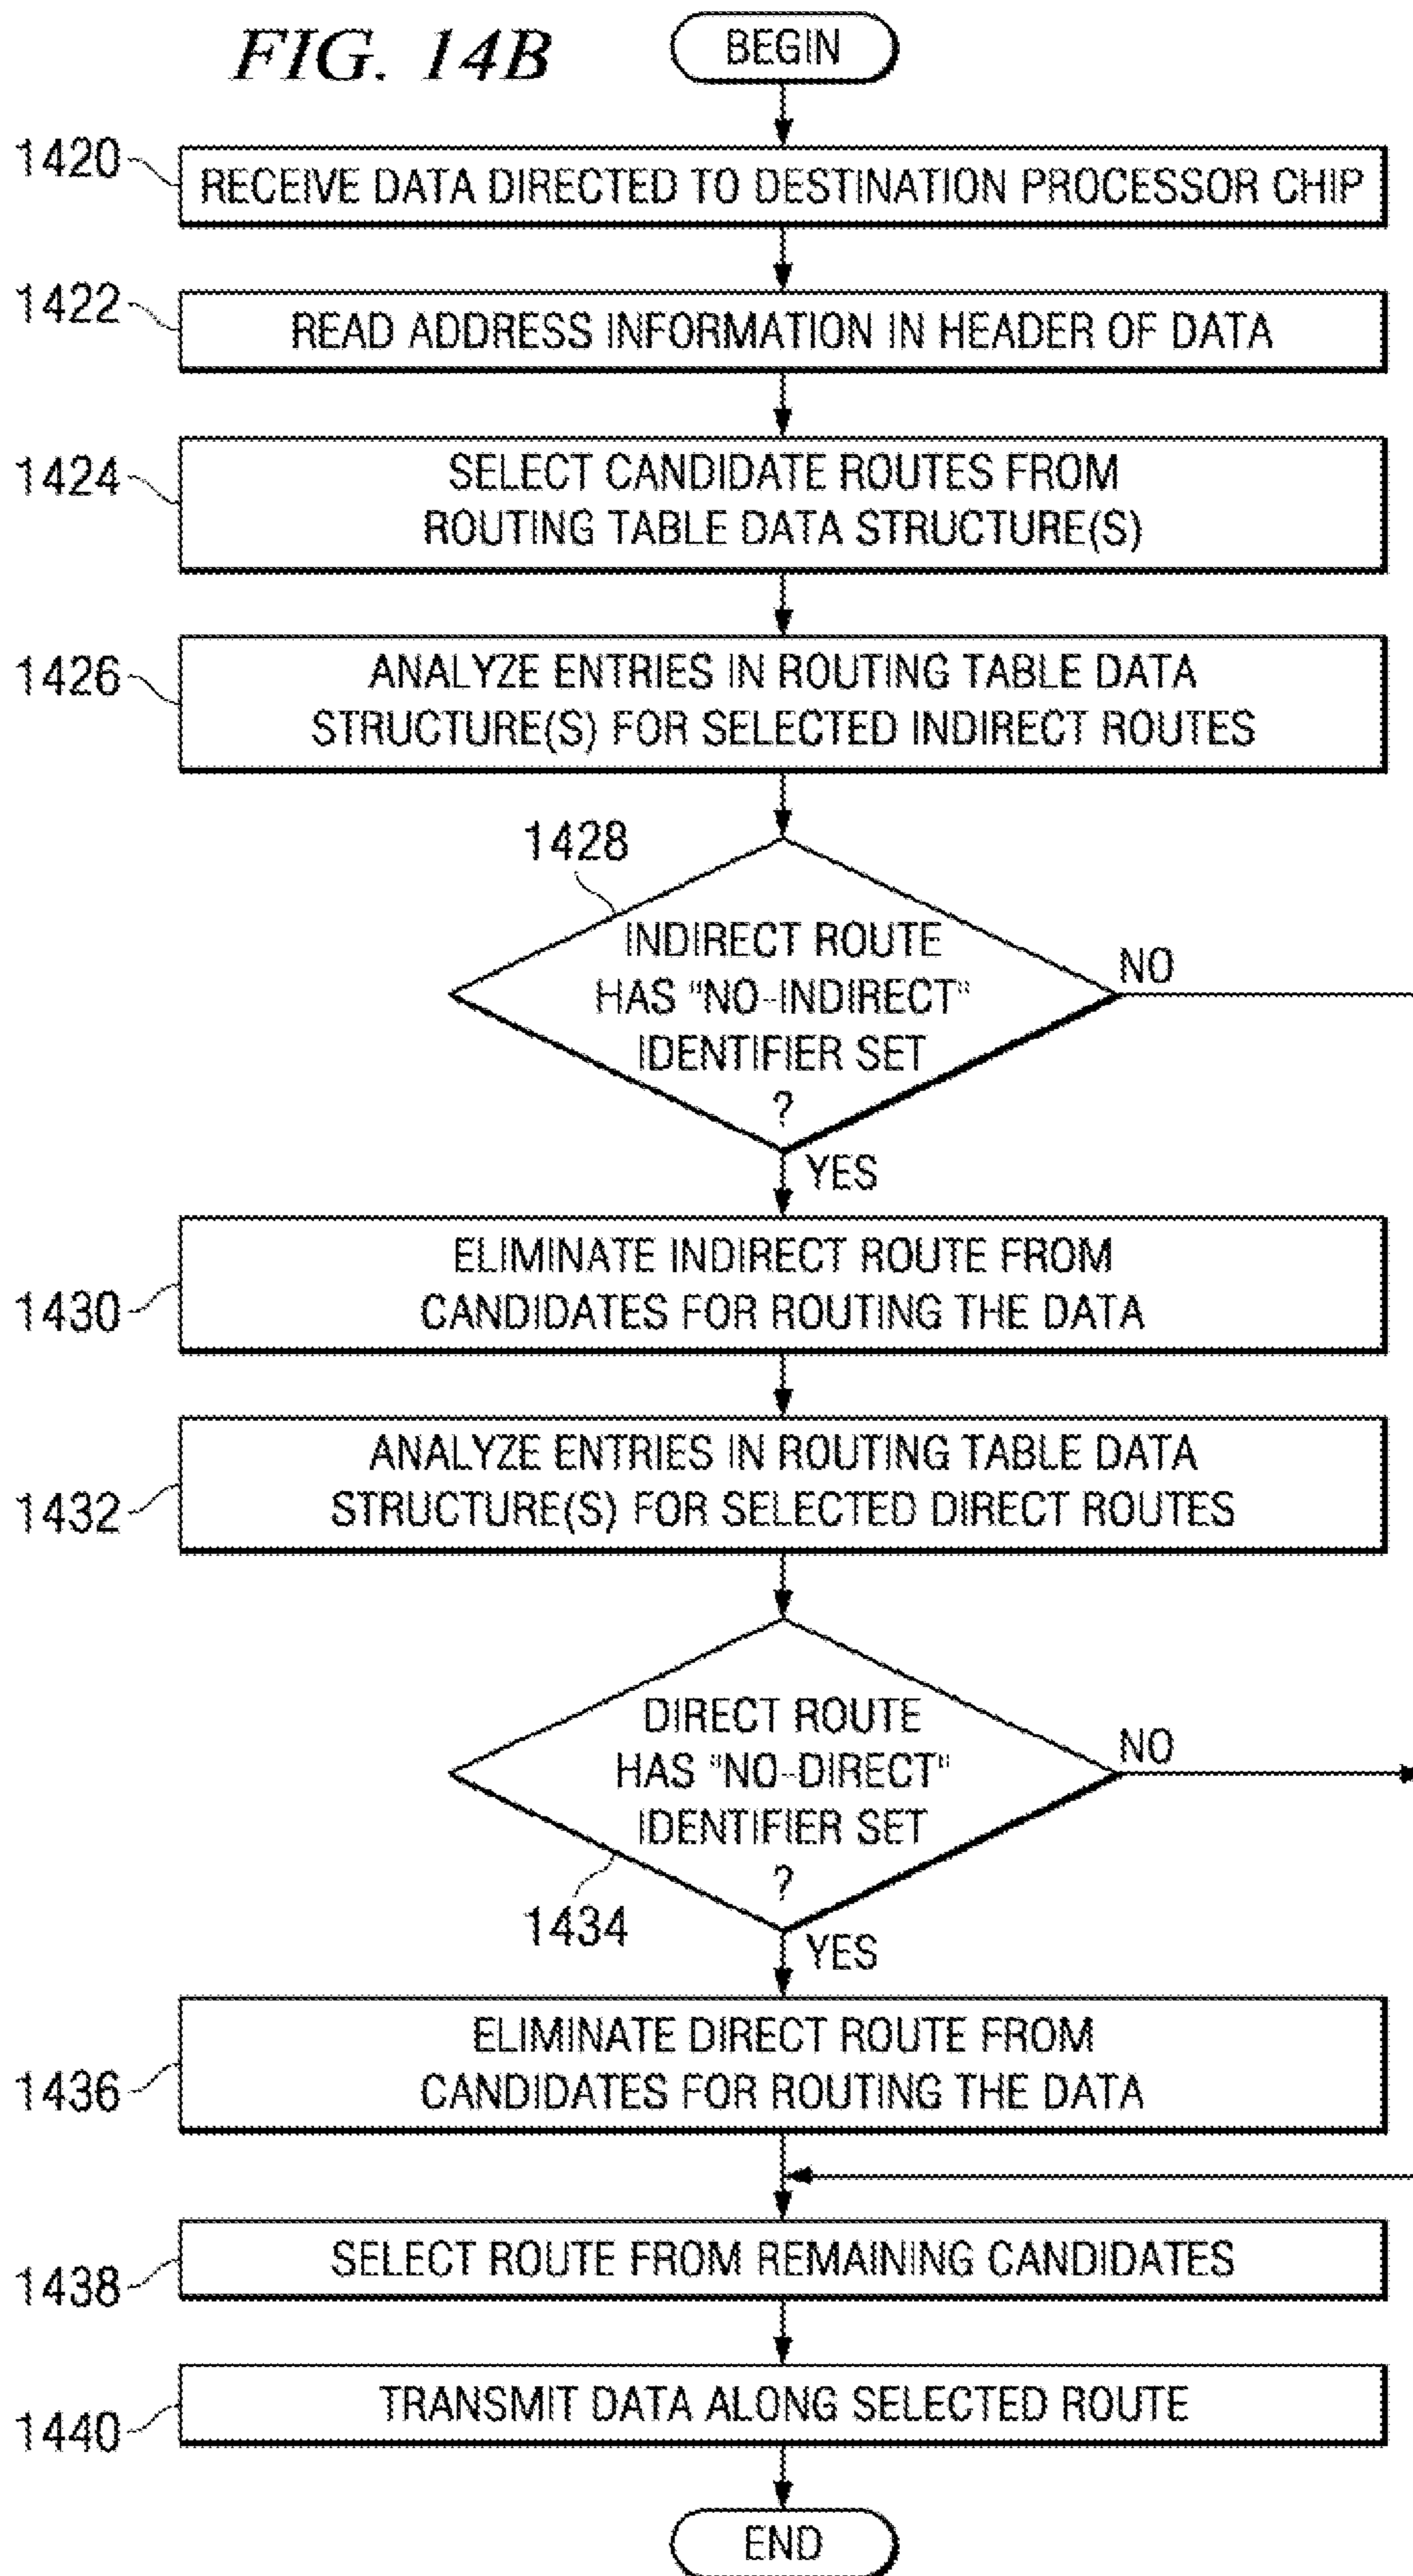 FIG. 14B
BEGIN
1420
RECEIVE DATA DIRECTED TO DESTINATION PROCESSOR CHIP
1422
READ ADDRESS INFORMATION IN HEADER OF DATA
1424
SELECT CANDIDATE ROUTES FROM
ROUTING TABLE DATA STRUCTURE(S)
1426
ANALYZE ENTRIES IN ROUTING TABLE DATA
STRUCTURE(S) FOR SELECTED INDIRECT ROUTES
1428
INDIRECT ROUTE
HAS "NO-INDIRECT"
IDENTIFIER SET
?
NO
YES
1430
ELIMINATE INDIRECT ROUTE FROM
CANDIDATES FOR ROUTING THE DATA
1432
ANALYZE ENTRIES IN ROUTING TABLE DATA
STRUCTURE(S) FOR SELECTED DIRECT ROUTES
DIRECT ROUTE
HAS "NO-DIRECT"
IDENTIFIER SET
?
NO
1434
YES
1436
ELIMINATE DIRECT ROUTE FROM
CANDIDATES FOR ROUTING THE DATA
1438
SELECT ROUTE FROM REMAINING CANDIDATES
1440
TRANSMIT DATA ALONG SELECTED ROUTE
END